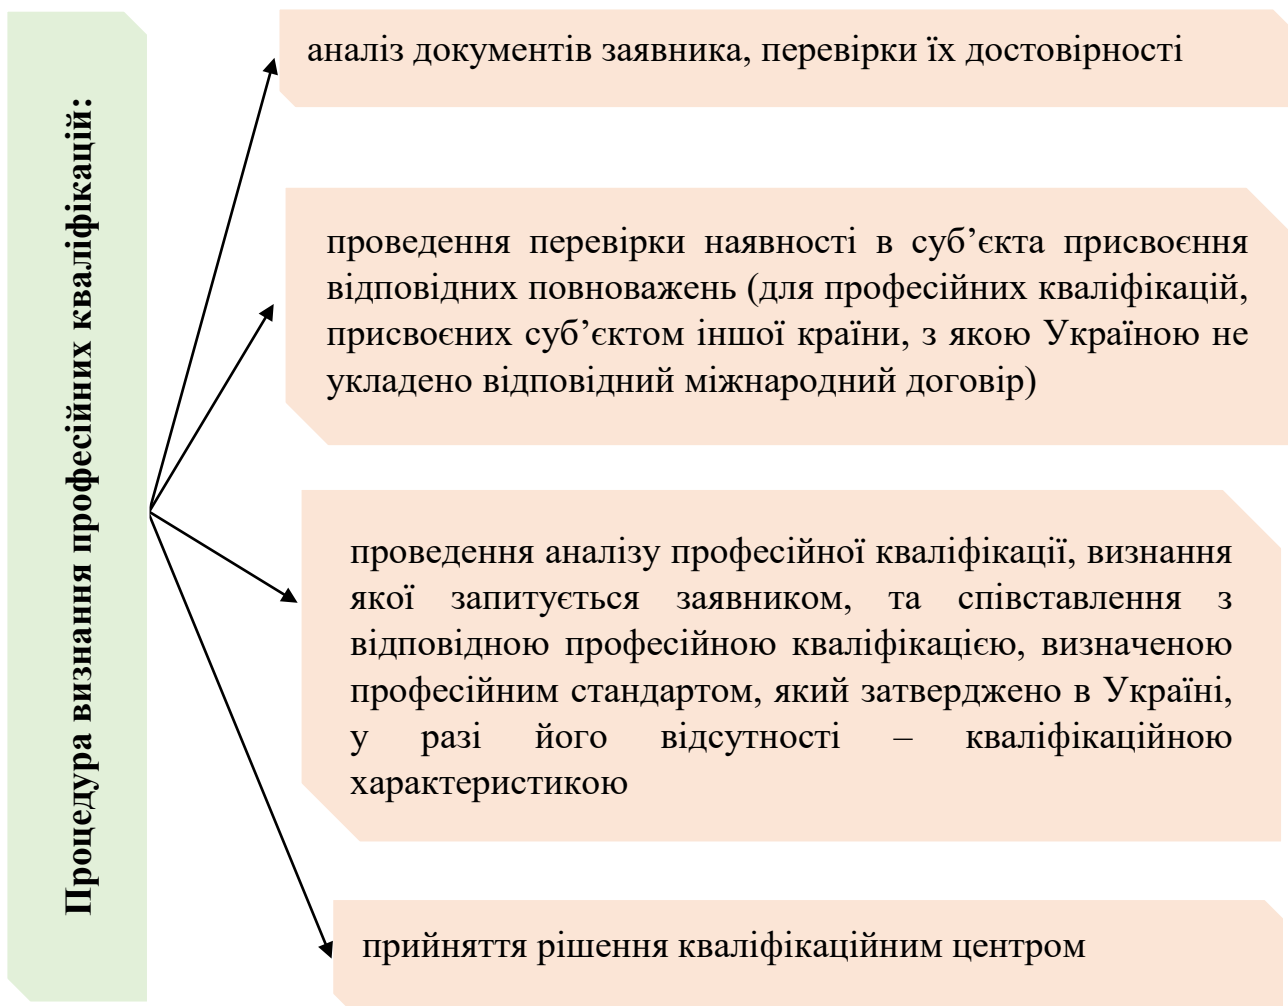 Процедура визнання професійних кваліфікацій:
аналіз документів заявника, перевірки їх достовірності
проведення перевірки наявності в суб’єкта присвоєння
відповідних повноважень (для професійних кваліфікацій,
присвоєних суб’єктом іншої країни, з якою Україною не
укладено відповідний міжнародний договір)
проведення аналізу професійної кваліфікації, визнання
якої запитується заявником, та співставлення з
відповідною професійною кваліфікацією, визначеною
професійним стандартом, який затверджено в Україні,
у разі його відсутності – кваліфікаційною
характеристикою
прийняття рішення кваліфікаційним центром